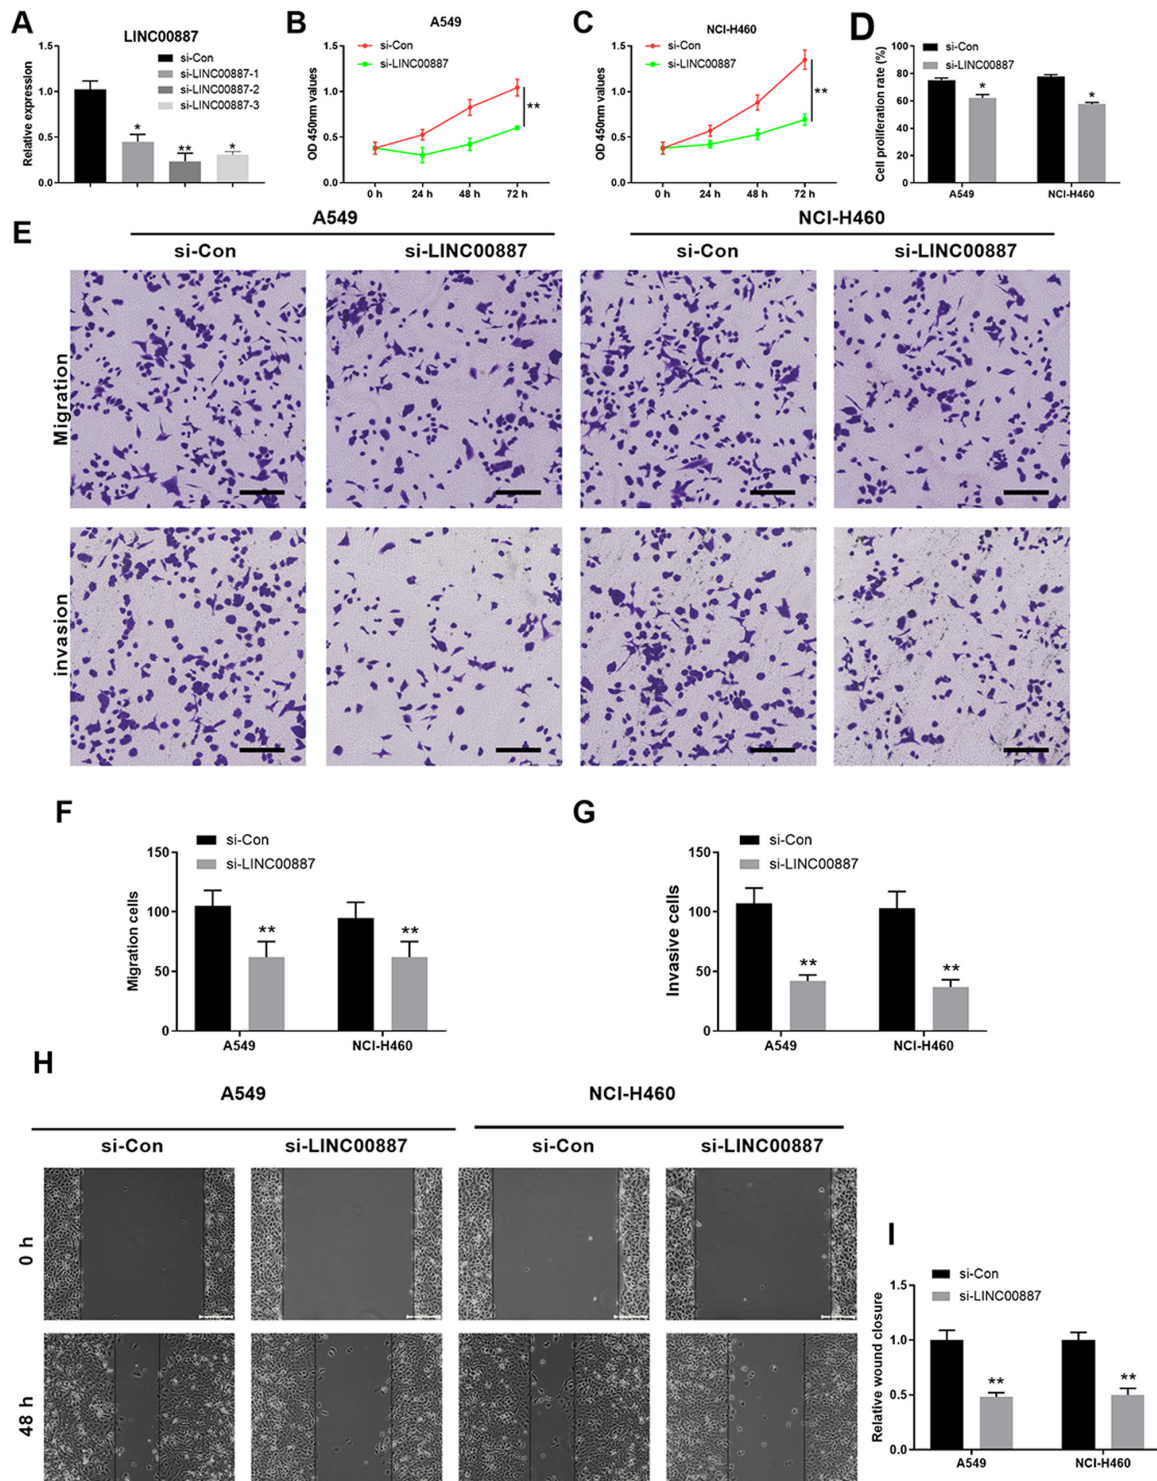 A
LINC00887
Relative expression
1.5
1.0
0.5
0.0
si-Con
si-LINC00887-1
si-LINC00887-2
si-LINC00887-3
*
**
*
B
A549
OD 450nm values
1.5
1.0
0.5
0.0
si-Con
si-LINC00887
**
0 h 24 h 48 h 72 h
C
NCI-H460
OD 450nm values
1.5
1.0
0.5
0.0
si-Con
si-LINC00887
**
0 h 24 h 48 h 72 h
D
Cell proliferation rate (%)
100
80
60
40
20
0
si-Con
si-LINC00887
*
*
A549 NCI-H460
E
A549 NCI-H460
si-Con si-LINC00887 si-Con si-LINC00887
Migration
invasion
F
si-Con
si-LINC00887
Migration cells
150
100
50
0
**
**
A549 NCI-H460
G
si-Con
si-LINC00887
Invasive cells
150
100
50
0
**
**
A549 NCI-H460
H
A549 NCI-H460
si-Con si-LINC00887 si-Con si-LINC00887
0 h
48 h
I
si-Con
si-LINC00887
Relative wound closure
1.5
1.0
0.5
0.0
**
**
A549 NCI-H460